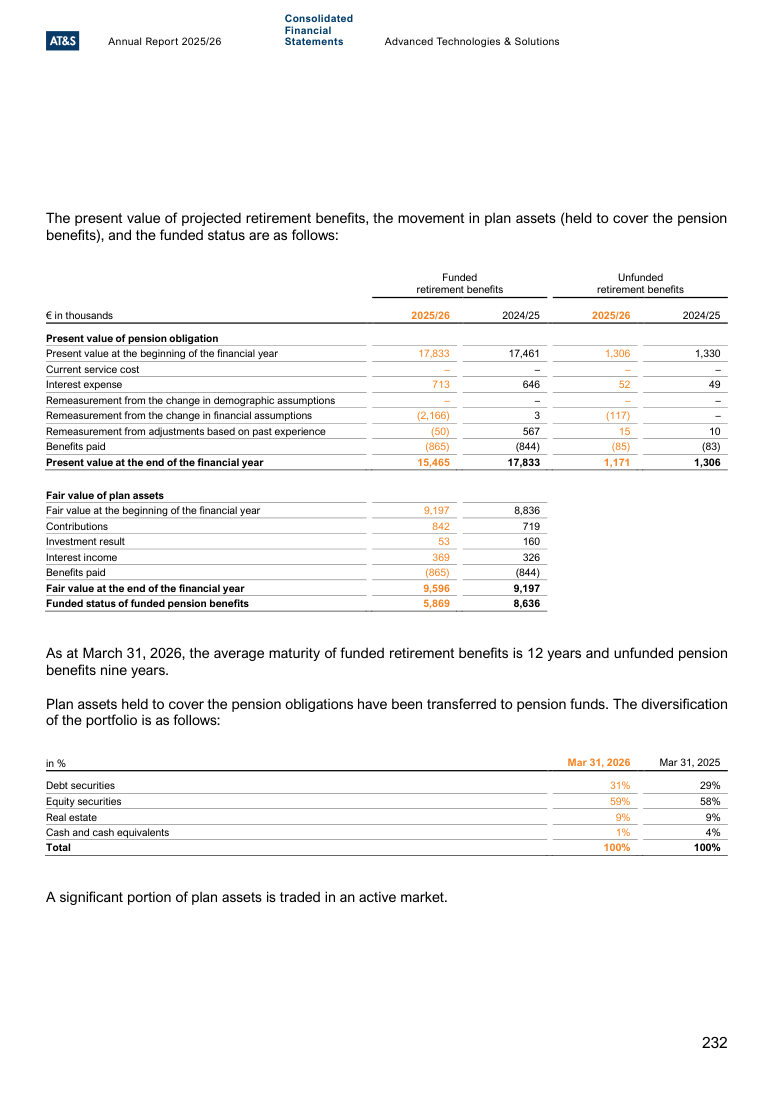 AT&S
Annual Report 2025/26
Consolidated
Financial
Statements
Advanced Technologies & Solutions
The present value of projected retirement benefits, the movement in plan assets (held to cover the pension
benefits), and the funded status are as follows:
Funded
retirement benefits
Unfunded
retirement benefits
€ in thousands 2025/26 2024/25 2025/26 2024/25
Present value of pension obligation
Present value at the beginning of the financial year 17,833 17,461 1,306 1,330
Current service cost – – – –
Interest expense 713 646 52 49
Remeasurement from the change in demographic assumptions – – – –
Remeasurement from the change in financial assumptions (2,166) 3 (117) –
Remeasurement from adjustments based on past experience (50) 567 15 10
Benefits paid (865) (844) (85) (83)
Present value at the end of the financial year 15,465 17,833 1,171 1,306
Fair value of plan assets
Fair value at the beginning of the financial year 9,197 8,836
Contributions 842 719
Investment result 53 160
Interest income 369 326
Benefits paid (865) (844)
Fair value at the end of the financial year 9,596 9,197
Funded status of funded pension benefits 5,869 8,636
As at March 31, 2026, the average maturity of funded retirement benefits is 12 years and unfunded pension
benefits nine years.
Plan assets held to cover the pension obligations have been transferred to pension funds. The diversification
of the portfolio is as follows:
in % Mar 31, 2026 Mar 31, 2025
Debt securities 31% 29%
Equity securities 59% 58%
Real estate 9% 9%
Cash and cash equivalents 1% 4%
Total 100% 100%
A significant portion of plan assets is traded in an active market.
232